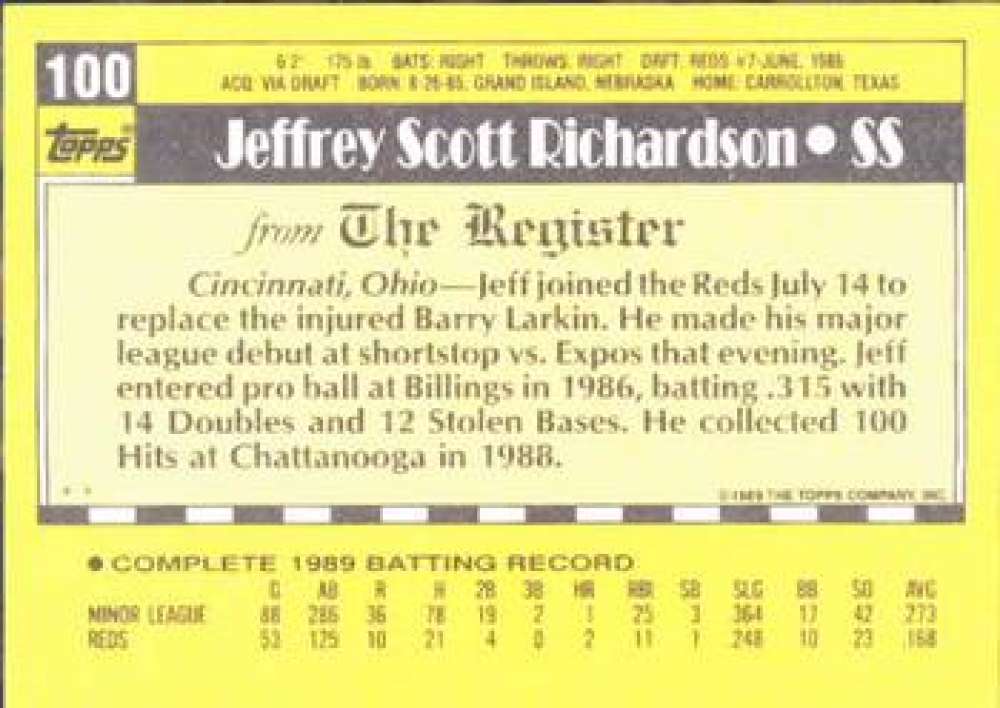 100
6'2" 175 lb. BATS: RIGHT THROWS: RIGHT DRAFT: REDS #7-JUNE, 1986
ACQ: VIA DRAFT BORN: 8-26-65, GRAND ISLAND, NEBRASKA HOME: CARROLLTON, TEXAS
Topps®
Jeffrey Scott Richardson • SS
from The Register
Cincinnati, Ohio—Jeff joined the Reds July 14 to
replace the injured Barry Larkin. He made his major
league debut at shortstop vs. Expos that evening. Jeff
entered pro ball at Billings in 1986, batting .315 with
14 Doubles and 12 Stolen Bases. He collected 100
Hits at Chattanooga in 1988.
* *
©1989 THE TOPPS COMPANY, INC.
• COMPLETE 1989 BATTING RECORD
G AB R H 2B 3B HR RBI SB SLG BB SO AVG
MINOR LEAGUE 88 286 36 78 19 2 1 25 3 .364 17 42 .273
REDS 53 125 10 21 4 0 2 11 1 .248 10 23 .168